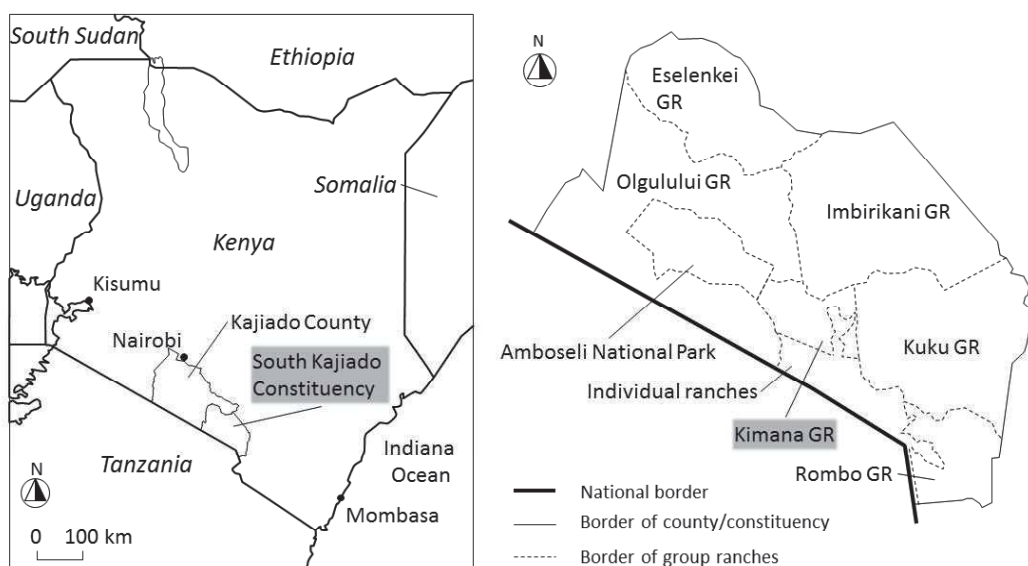 South Sudan
Ethiopia
Uganda
Somalia
Kenya
Kisumu
Nairobi
Kajiado County
South Kajiado
Constituency
Tanzania
Indiana
Ocean
Mombasa
N
0 100 km
N
Eselenkei
GR
Olgulului GR
Imbirikani GR
Amboseli National Park
Kuku GR
Individual ranches
Kimana GR
Rombo GR
National border
Border of county/constituency
Border of group ranches